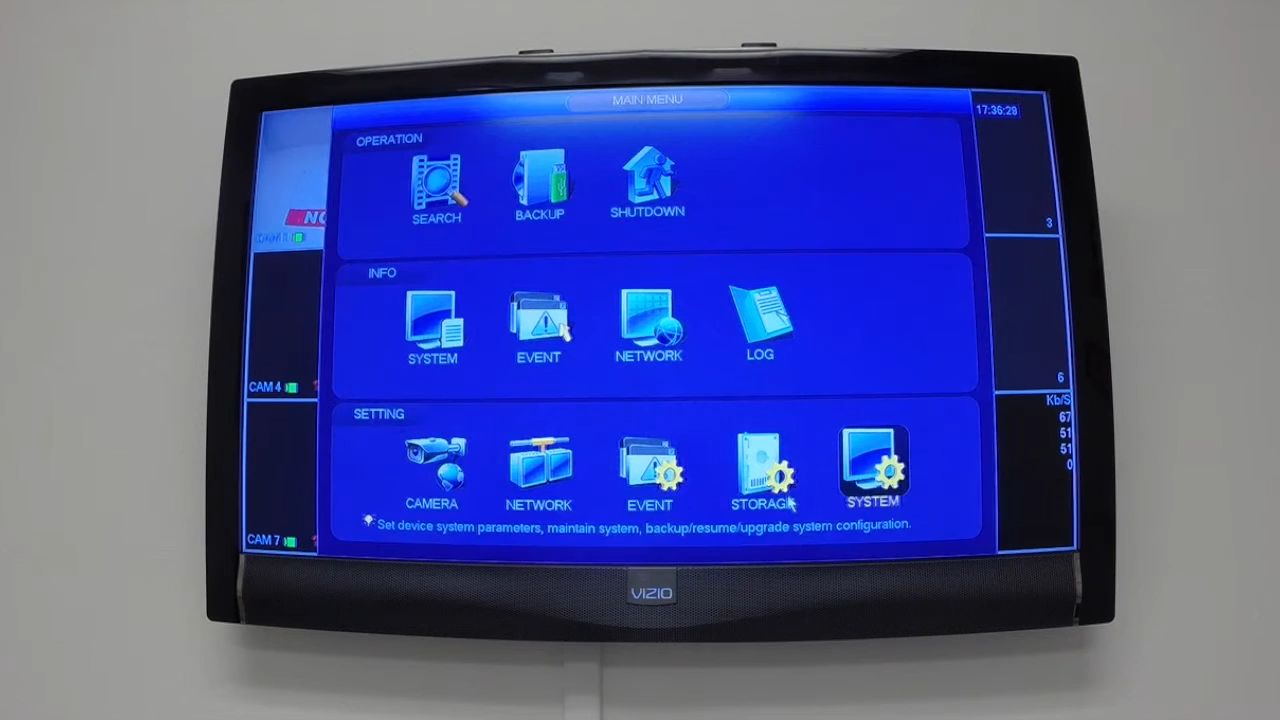 MAIN MENU
17:36:29
OPERATION
SEARCH
BACKUP
SHUTDOWN
NO
3
INFO
SYSTEM
EVENT
NETWORK
LOG
CAM 4
6
SETTING
Kb/S
67
51
51
0
CAMERA
NETWORK
EVENT
STORAGE
SYSTEM
Set device system parameters, maintain system, backup/resume/upgrade system configuration.
CAM 7
VIZIO